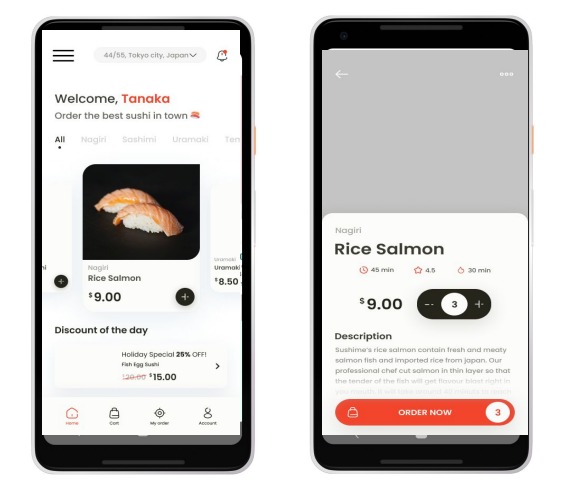 44/55, Tokyo city, Japan
Welcome, Tanaka
Order the best sushi in town
All Nagiri Sashimi Uramaki Ten
Nagiri
Rice Salmon
$9.00
Uramaki
Uramaki
$8.50
Discount of the day
Holiday Special 25% OFF!
Fish Egg Sushi
$20.00 $15.00
Home Cart My order Account
Nagiri
Rice Salmon
45 min 4.5 30 min
$9.00 - 3 +
Description
Sushime's rice salmon contain fresh and meaty
salmon fish and imported rice from japan. Our
professional chef cut salmon in thin layer so that
the tender of the fish will get flavour blast right in
ORDER NOW 3